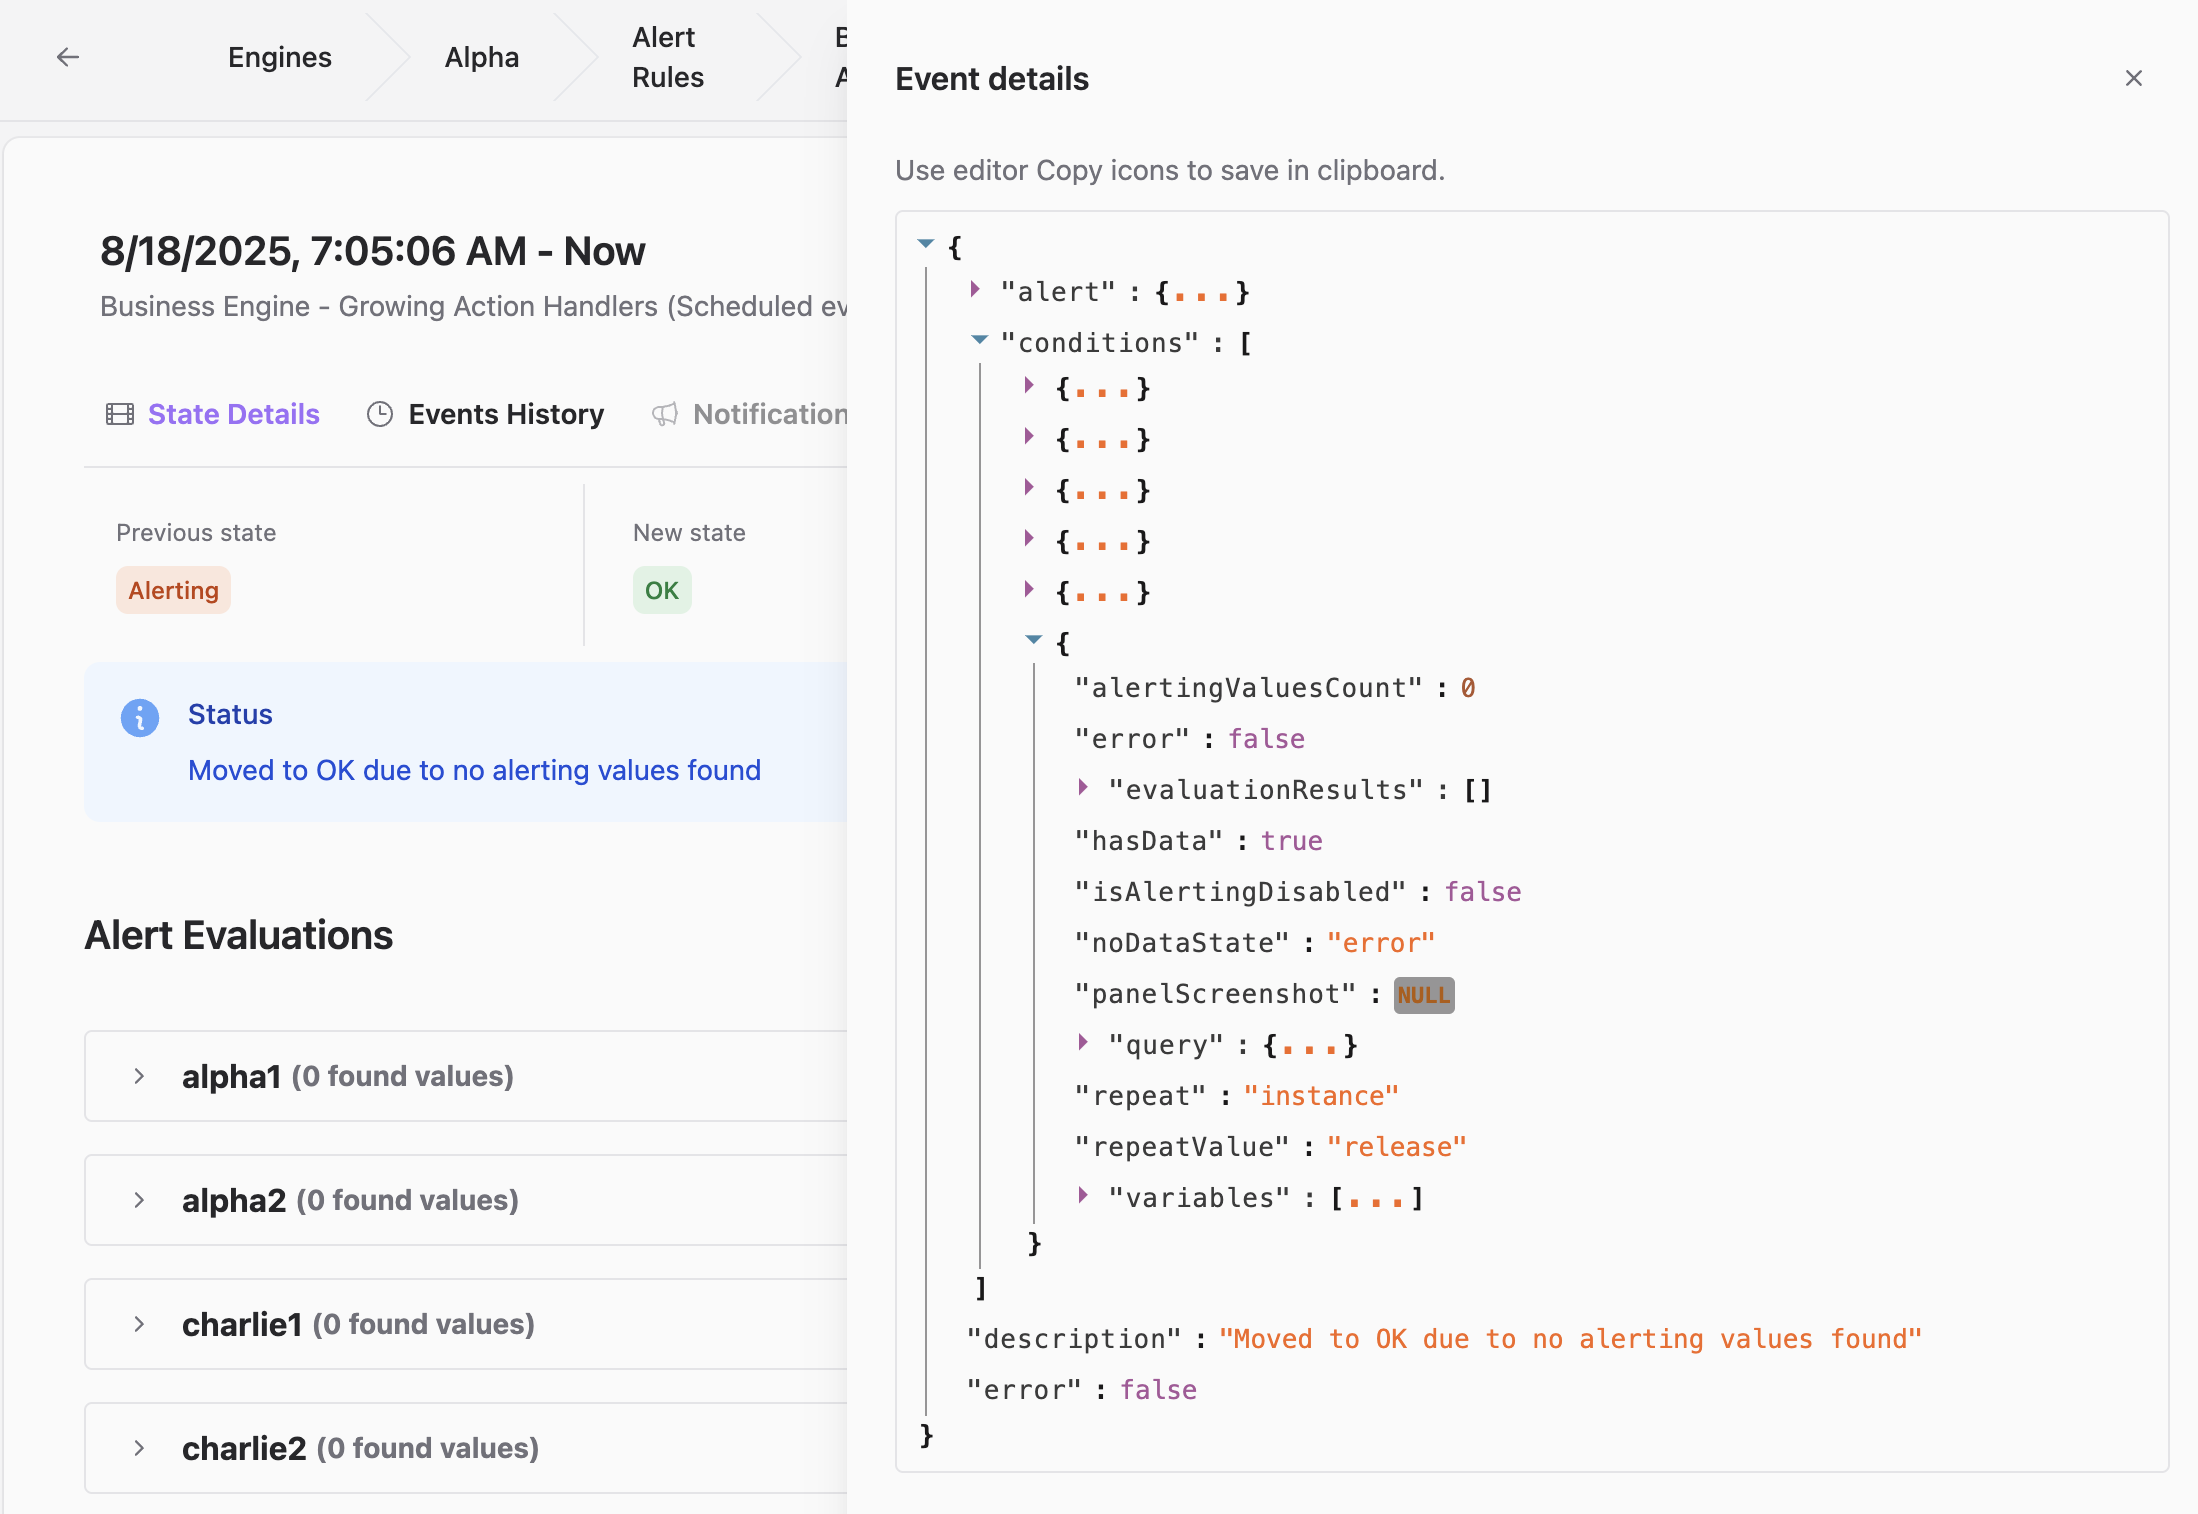 Engines
Alpha
Alert
Rules
8/18/2025, 7:05:06 AM - Now
Business Engine - Growing Action Handlers (Scheduled ev
State Details
Events History
Notification
Previous state
New state
Alerting
OK
Status
Moved to OK due to no alerting values found
Alert Evaluations
alpha1 (0 found values)
alpha2 (0 found values)
charlie1 (0 found values)
charlie2 (0 found values)
Event details
Use editor Copy icons to save in clipboard.
{
"alert" : {...}
"conditions" : [
{...}
{...}
{...}
{...}
{...}
{
"alertingValuesCount" : 0
"error" : false
"evaluationResults" : []
"hasData" : true
"isAlertingDisabled" : false
"noDataState" : "error"
"panelScreenshot" : NULL
"query" : {...}
"repeat" : "instance"
"repeatValue" : "release"
"variables" : [...]
}
]
"description" : "Moved to OK due to no alerting values found"
"error" : false
}